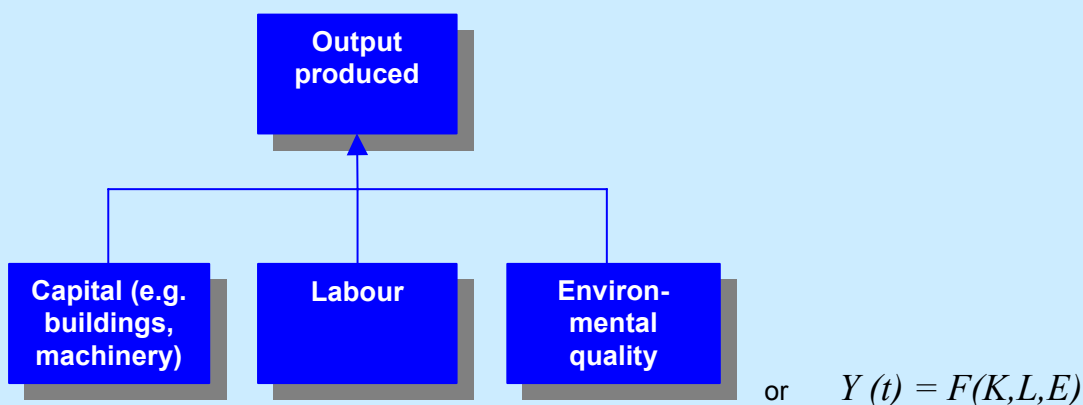 Output
produced
Capital (e.g.
buildings,
machinery)
Labour
Environ-
mental
quality
or Y (t) = F(K,L,E)